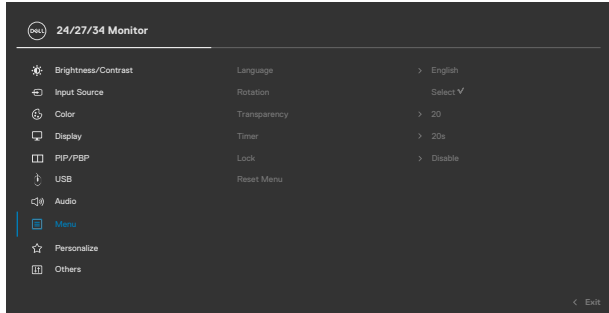 DELL 24/27/34 Monitor
Brightness/Contrast Language > English
Input Source Rotation Select ✓
Color Transparency > 20
Display Timer > 20s
PIP/PBP Lock > Disable
USB Reset Menu
Audio
Menu
Personalize
Others
< Exit